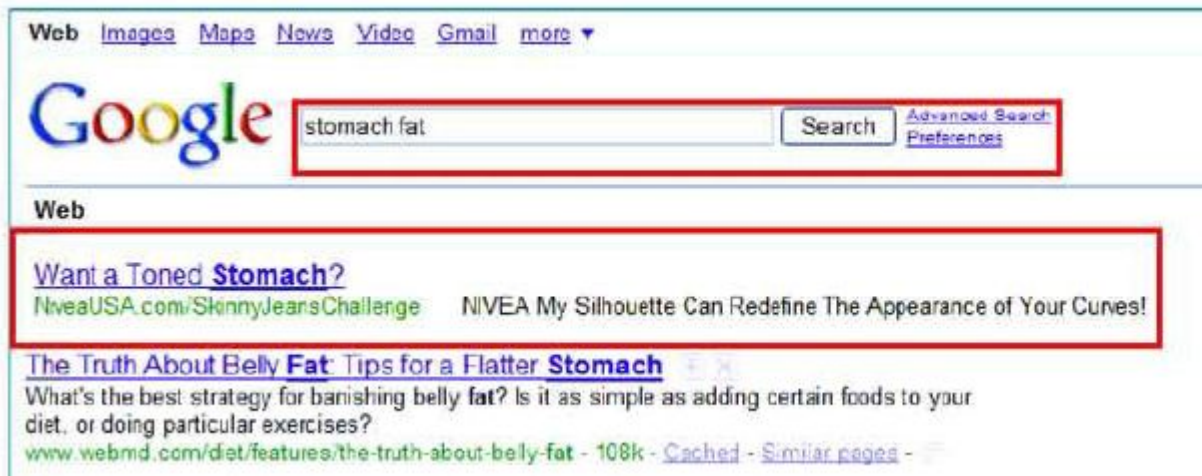 Web Images Maps News Video Gmail more ▼
Google stomach fat Search Advanced Search
Preferences
Web
Want a Toned Stomach?
NiveaUSA.com/SkinnyJeansChallenge NIVEA My Silhouette Can Redefine The Appearance of Your Curves!
The Truth About Belly Fat: Tips for a Flatter Stomach
What's the best strategy for banishing belly fat? Is it as simple as adding certain foods to your
diet, or doing particular exercises?
www.webmd.com/diet/features/the-truth-about-belly-fat - 108k - Cached - Similar pages -